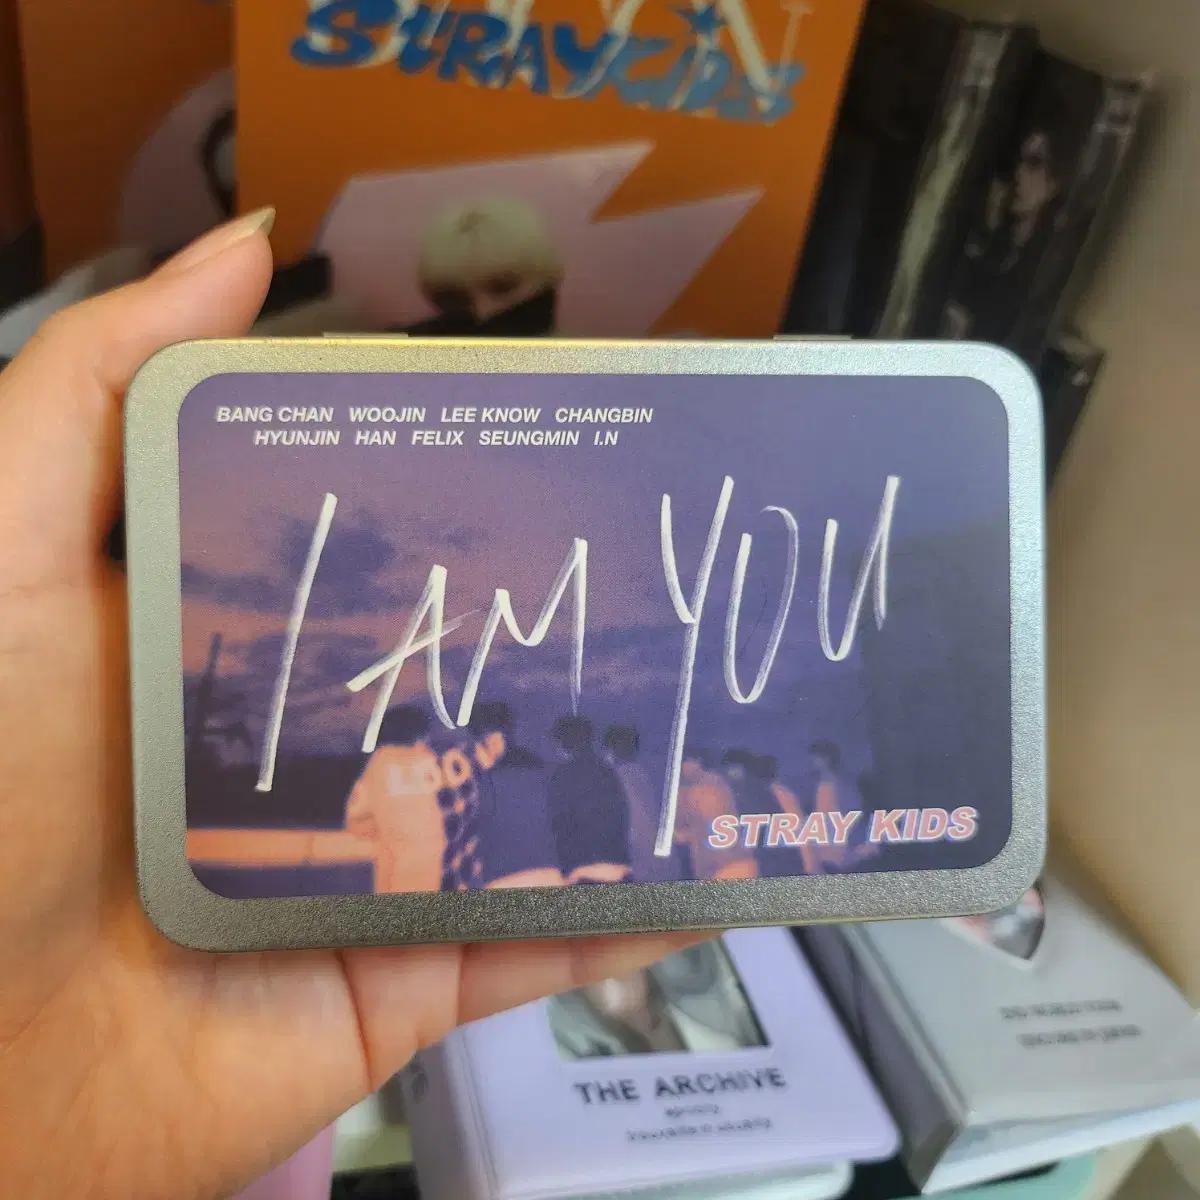 STRAY KIDS
BANG CHAN WOOJIN LEE KNOW CHANGBIN
HYUNJIN HAN FELIX SEUNGMIN I.N
I AM YOU
STRAY KIDS
THE ARCHIVE